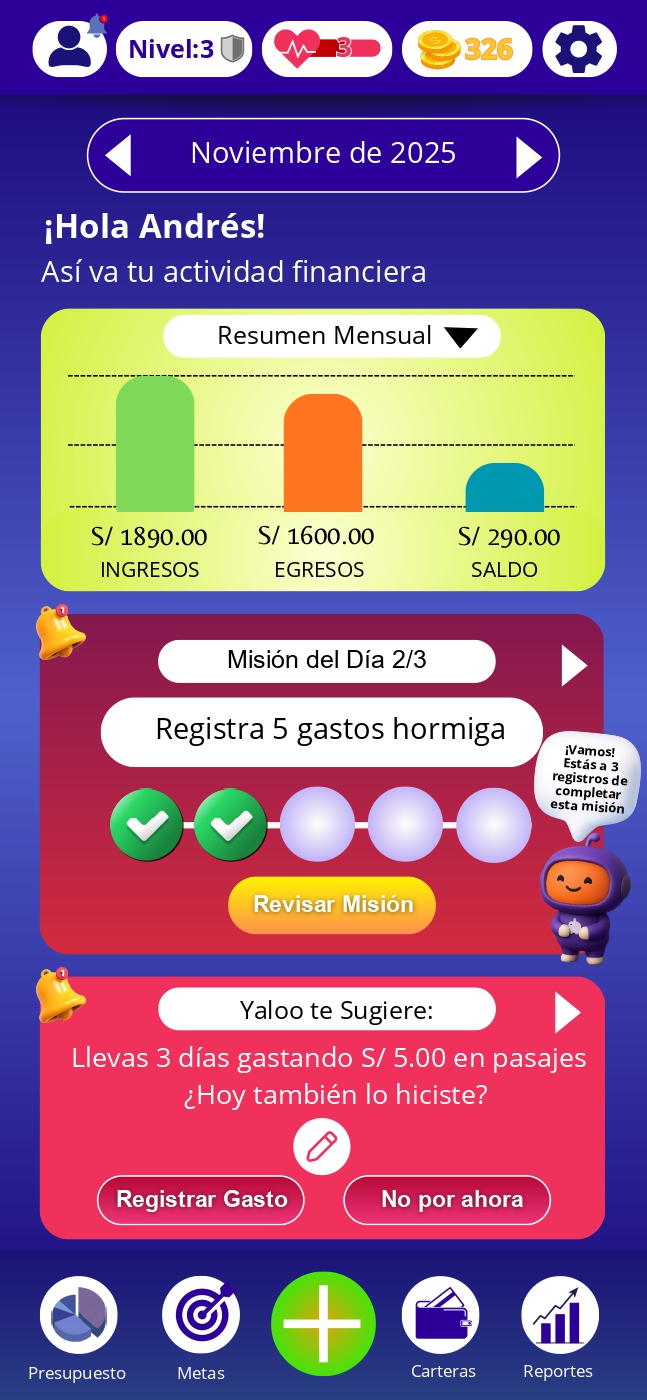 Nivel:3
3
326
Noviembre de 2025
¡Hola Andrés!
Así va tu actividad financiera
Resumen Mensual
S/ 1890.00
INGRESOS
S/ 1600.00
EGRESOS
S/ 290.00
SALDO
1
Misión del Día 2/3
Registra 5 gastos hormiga
¡Vamos!
Estás a 3
registros de
completar
esta misión
Revisar Misión
1
Yaloo te Sugiere:
Llevas 3 días gastando S/ 5.00 en pasajes
¿Hoy también lo hiciste?
Registrar Gasto
No por ahora
Presupuesto
Metas
Carteras
Reportes